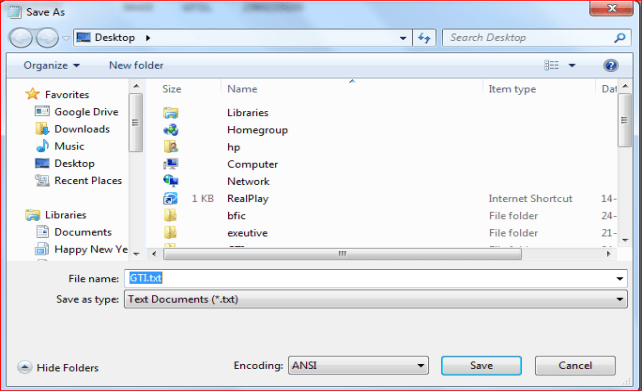 Save As
Desktop
Search Desktop
Organize
New folder
Size Name Item type Dat
Favorites
Google Drive
Downloads
Music
Desktop
Recent Places
Libraries
Documents
Happy New Ye
Libraries
Homegroup
hp
Computer
Network
1 KB RealPlay Internet Shortcut 14-
bfic File folder 24-
exeutive File folder 21-
File name: GTI.txt
Save as type: Text Documents (*.txt)
Hide Folders
Encoding: ANSI
Save
Cancel